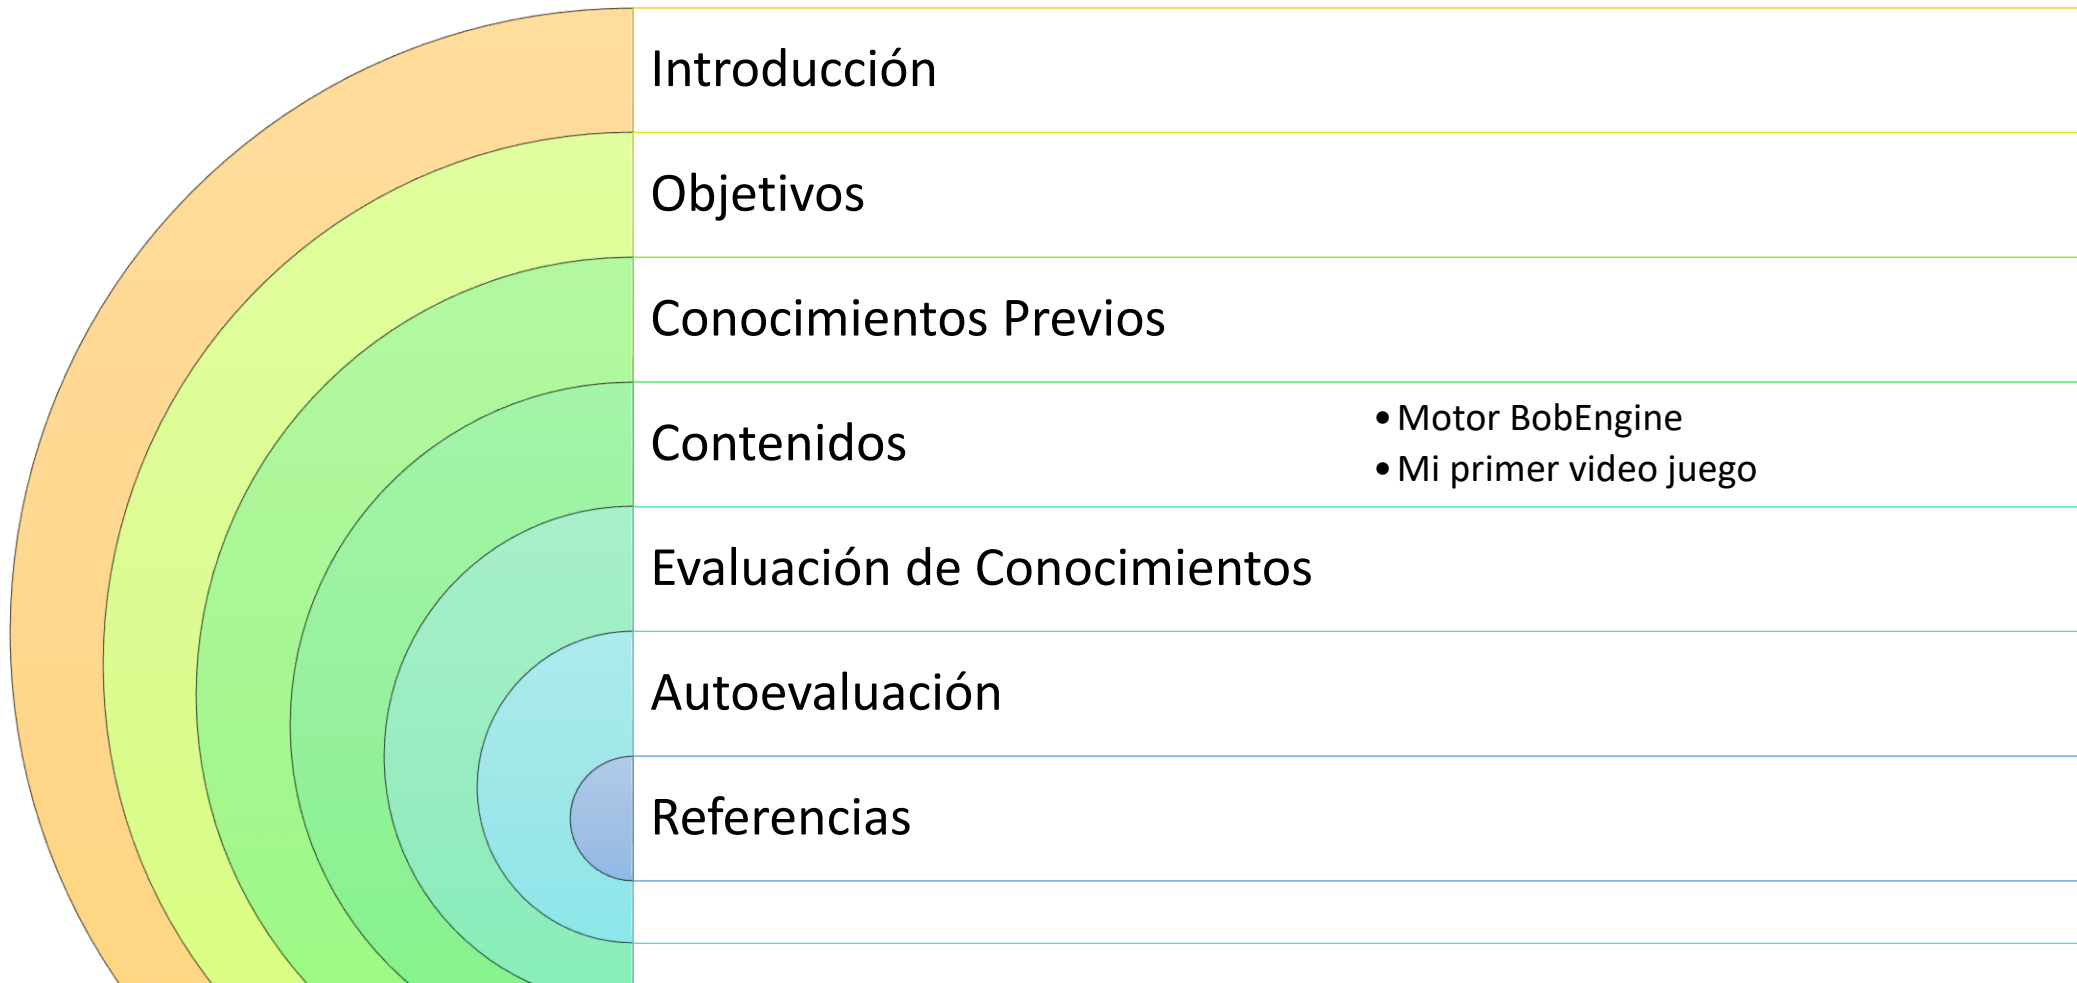 Introducción
Objetivos
Conocimientos Previos
Contenidos
•Motor BobEngine
•Mi primer video juego
Evaluación de Conocimientos
Autoevaluación
Referencias